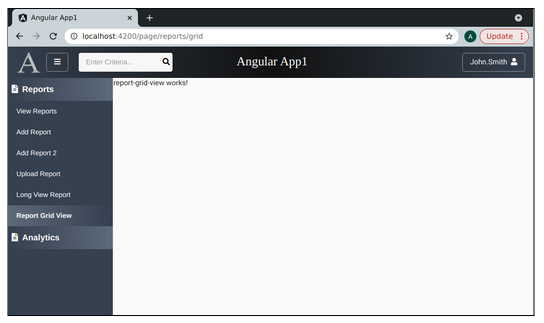 Angular App1
localhost:4200/page/reports/grid
A
Update
A
Enter Criteria...
Angular App1
John.Smith
Reports
report-grid-view works!
View Reports
Add Report
Add Report 2
Upload Report
Long View Report
Report Grid View
Analytics